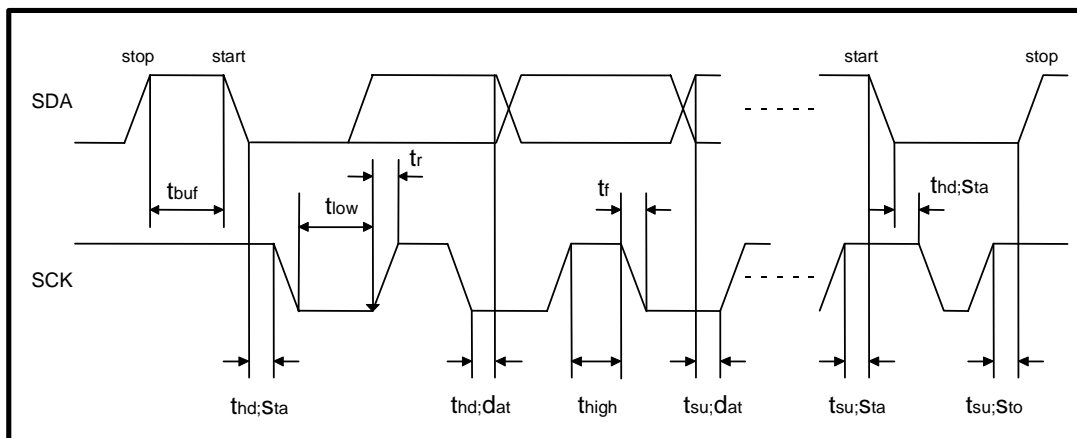 stop start start stop
SDA
tr
tbuf tlow tf thd;sta
SCK
thd;sta thd;dat thigh tsu;dat tsu;sta tsu;sto